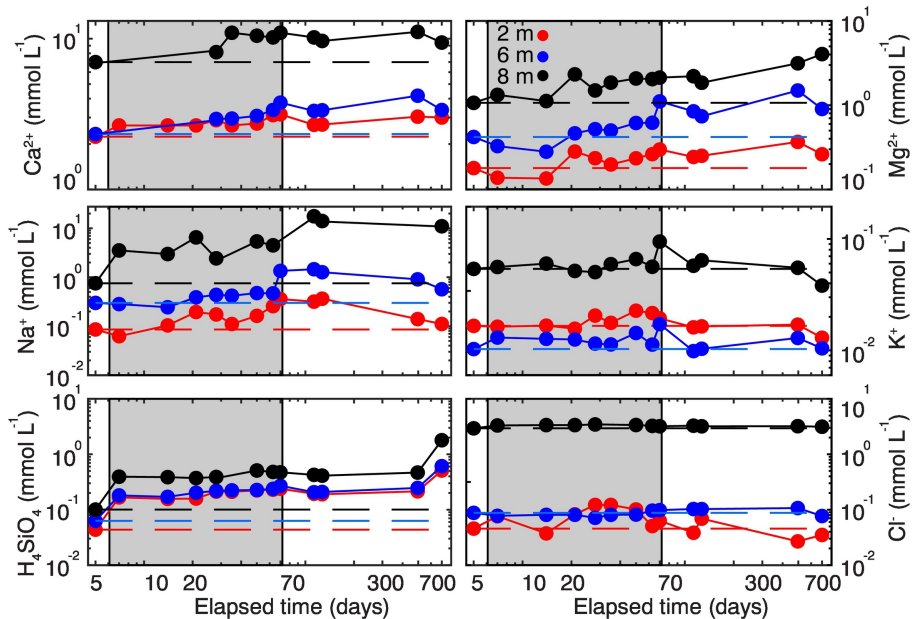 10¹
10⁰
Ca²⁺ (mmol L⁻¹)
2 m
6 m
8 m
10¹
10⁰
10⁻¹
Mg²⁺ (mmol L⁻¹)
10¹
10⁰
10⁻¹
10⁻²
Na⁺ (mmol L⁻¹)
10⁻¹
10⁻²
K⁺ (mmol L⁻¹)
10¹
10⁰
10⁻¹
10⁻²
H₄SiO₄ (mmol L⁻¹)
5 10 20 70 300 700
Elapsed time (days)
10¹
10⁰
10⁻¹
10⁻²
Cl⁻ (mmol L⁻¹)
5 10 20 70 300 700
Elapsed time (days)